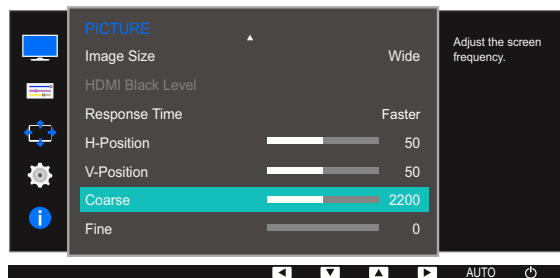 PICTURE
Image Size Wide
HDMI Black Level
Response Time Faster
H-Position 50
V-Position 50
Coarse 2200
Fine 0
Adjust the screen
frequency.
AUTO